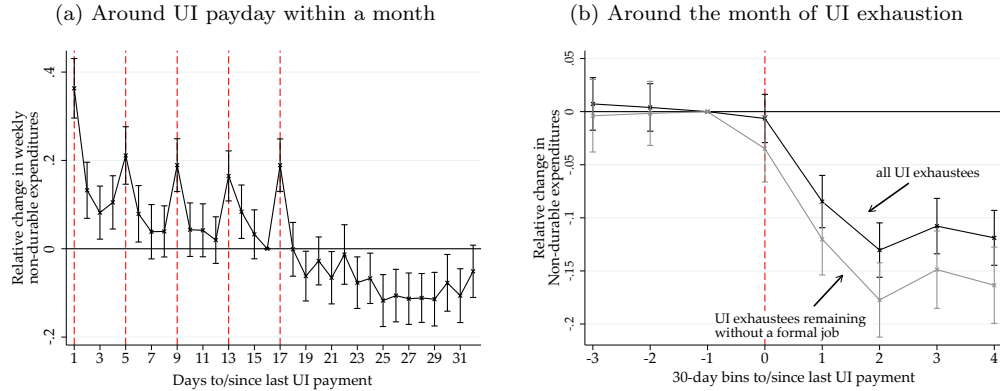 (a) Around UI payday within a month
Relative change in weekly
non-durable expenditures
.4
.2
0
-.2
1 3 5 7 9 11 13 15 17 19 21 23 25 27 29 31
Days to/since last UI payment
(b) Around the month of UI exhaustion
Relative change in
Non-durable expenditures
.05
0
-.05
-.1
-.15
-.2
all UI exhaustees
UI exhaustees remaining
without a formal job
-3 -2 -1 0 1 2 3 4
30-day bins to/since last UI payment